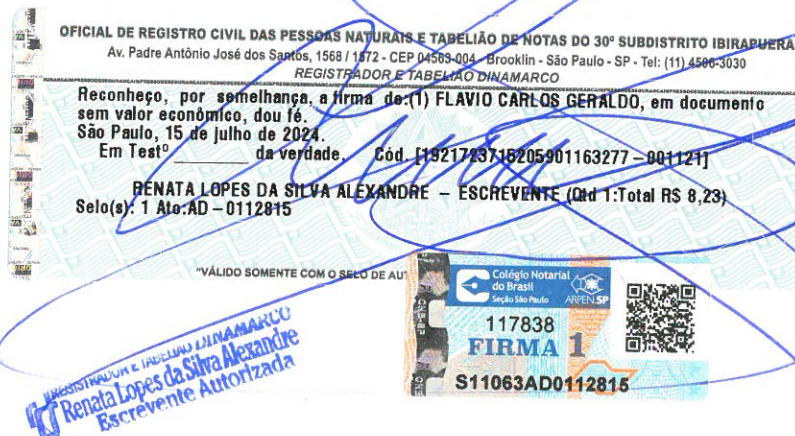 OFICIAL DE REGISTRO CIVIL DAS PESSOAS NATURAIS E TABELIÃO DE NOTAS DO 30º SUBDISTRITO IBIRAPUERA
Av. Padre Antônio José dos Santos, 1568 / 1572 - CEP 04563-004 - Brooklin - São Paulo - SP - Tel: (11) 4506-3030
REGISTRADOR E TABELIÃO DINAMARCO
Reconheço, por semelhança, a firma de:(1) FLAVIO CARLOS GERALDO, em documento
sem valor econômico, dou fé.
São Paulo, 15 de julho de 2024.
Em Testº ________ da verdade. Cód. [1921723715205901163277-001121]
RENATA LOPES DA SILVA ALEXANDRE - ESCREVENTE (Qtd 1:Total R$ 8,23)
Selo(s): 1 Ato:AD-0112815
"VÁLIDO SOMENTE COM O SELO DE
Colégio Notarial
do Brasil
Seção São Paulo
ARPEN.SP
117838
FIRMA 1
S11063AD0112815
REGISTRADOR E TABELIÃO DINAMARCO
Renata Lopes da Silva Alexandre
Escrevente Autorizada